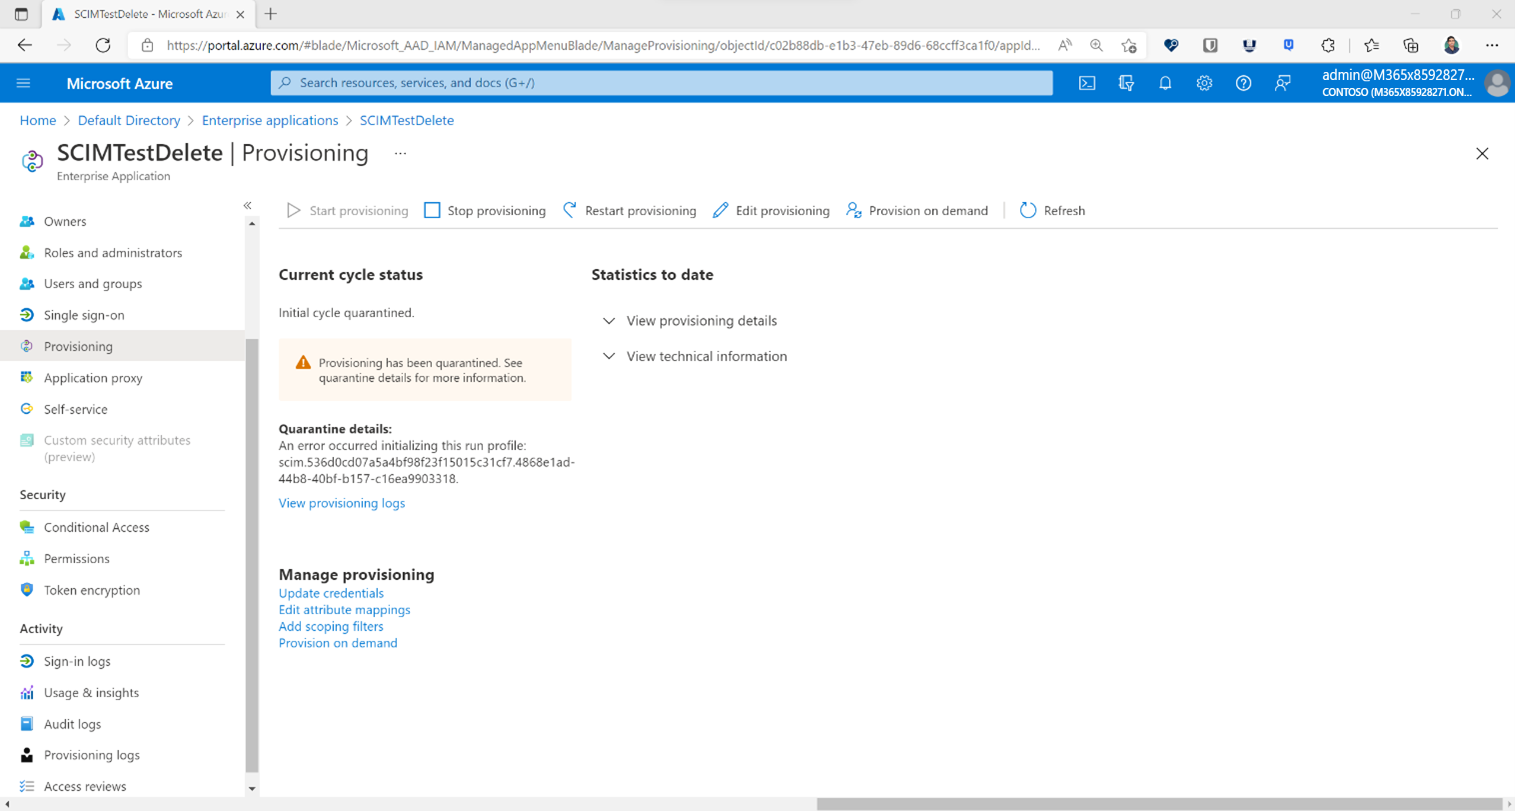 SCIMTestDelete - Microsoft Azu
https://portal.azure.com/#blade/Microsoft_AAD_IAM/ManagedAppMenuBlade/ManageProvisioning/objectId/c02b88db-e1b3-47eb-89d6-68ccff3ca1f0/appId...
Microsoft Azure
Search resources, services, and docs (G+/)
admin@M365x8592827...
CONTOSO (M365X85928271.ON...
Home > Default Directory > Enterprise applications > SCIMTestDelete
SCIMTestDelete | Provisioning ...
Enterprise Application
Start provisioning Stop provisioning Restart provisioning Edit provisioning Provision on demand Refresh
Owners
Roles and administrators
Users and groups
Single sign-on
Provisioning
Application proxy
Self-service
Custom security attributes
(preview)
Security
Conditional Access
Permissions
Token encryption
Activity
Sign-in logs
Usage & insights
Audit logs
Provisioning logs
Access reviews
Current cycle status
Initial cycle quarantined.
Provisioning has been quarantined. See
quarantine details for more information.
Quarantine details:
An error occurred initializing this run profile:
scim.536d0cd07a5a4bf98f23f15015c31cf7.4868e1ad-
44b8-40bf-b157-c16ea9903318.
View provisioning logs
Manage provisioning
Update credentials
Edit attribute mappings
Add scoping filters
Provision on demand
Statistics to date
View provisioning details
View technical information